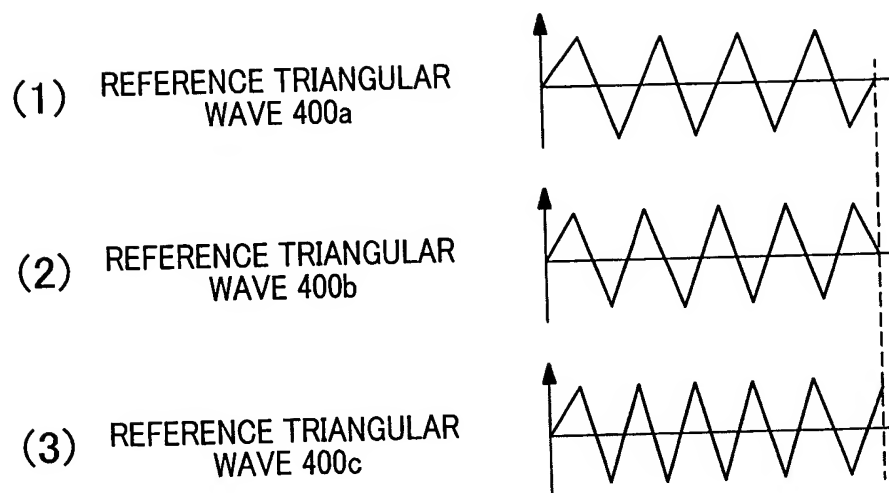 (1) REFERENCE TRIANGULAR
WAVE 400a
(2) REFERENCE TRIANGULAR
WAVE 400b
(3) REFERENCE TRIANGULAR
WAVE 400c